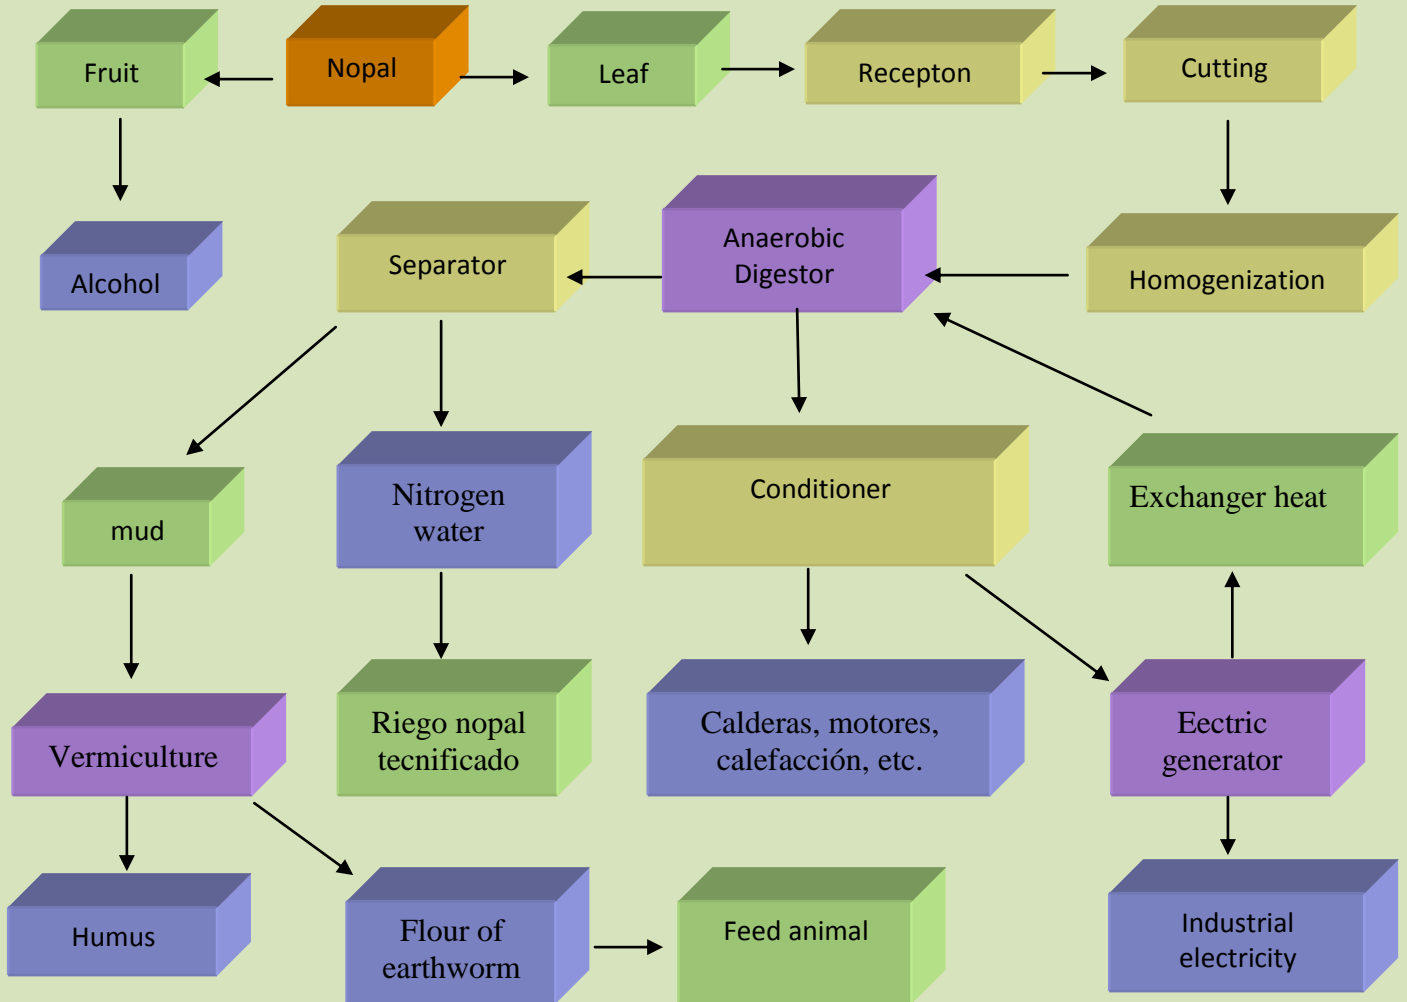 Fruit
Nopal
Leaf
Recepton
Cutting
Alcohol
Separator
Anaerobic
Digestor
Homogenization
mud
Nitrogen
water
Conditioner
Exchanger heat
Vermiculture
Riego nopal
tecnificado
Calderas, motores,
calefacción, etc.
Eectric
generator
Humus
Flour of
earthworm
Feed animal
Industrial
electricity